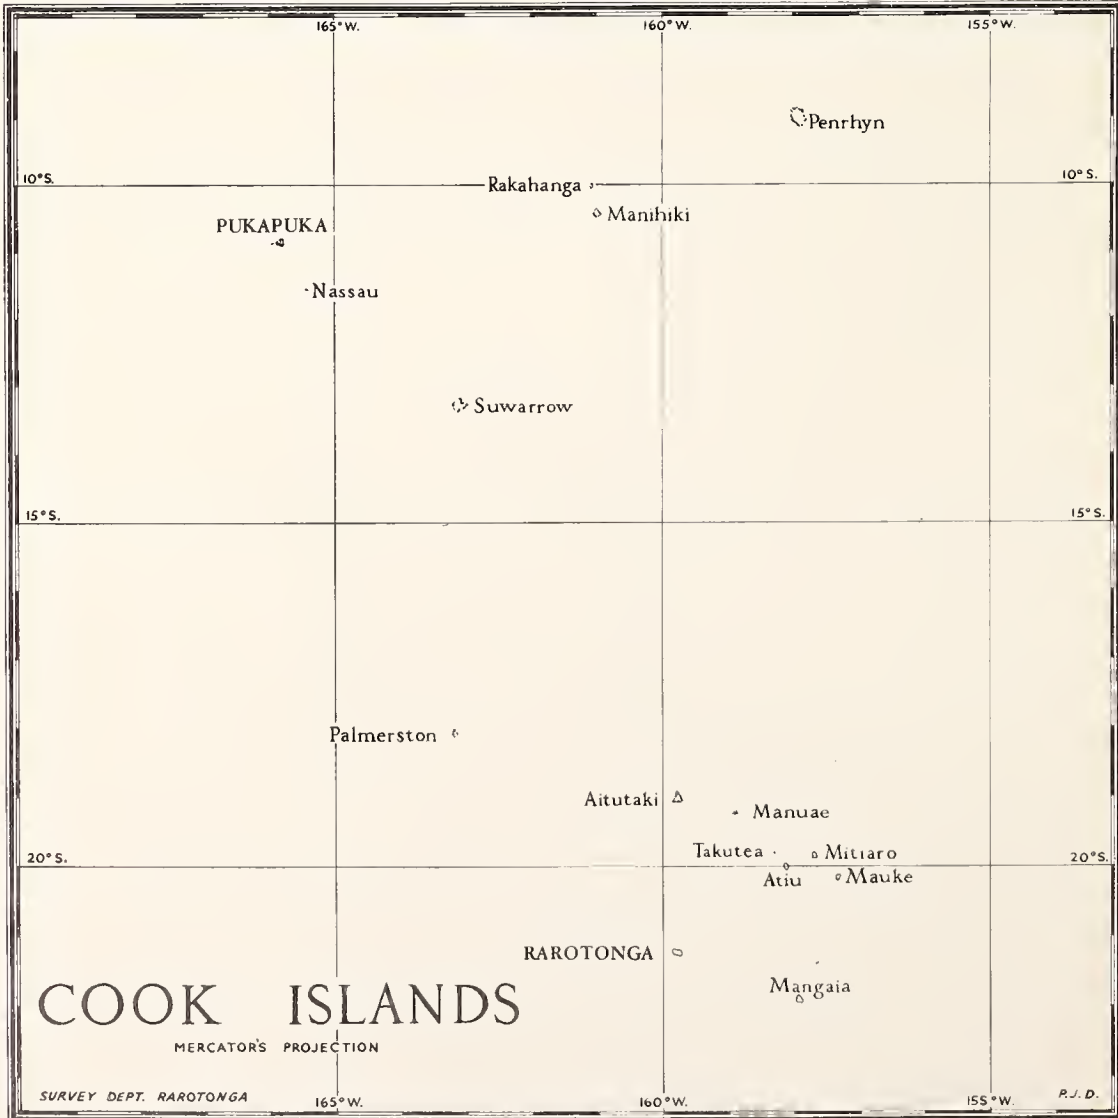 165°W. 160°W. 155°W.
Penrhyn
10°S. Rakahanga 10°S.
Manihiki
PUKAPUKA
Nassau
Suwarrow
15°S. 15°S.
Palmerston
Aitutaki
Manuae
Takutea Mitiaro
20°S. 20°S.
Atiu Mauke
RAROTONGA
Mangaia
COOK ISLANDS
MERCATOR'S PROJECTION
SURVEY DEPT. RAROTONGA P.J.D.
165°W. 160°W. 155°W.